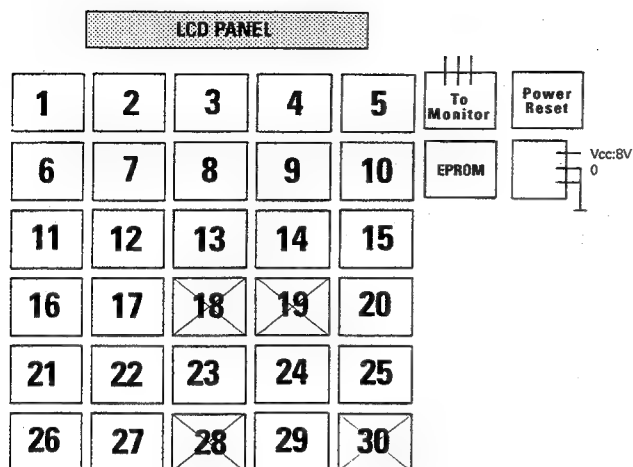 LCD PANEL
1 2 3 4 5 To Monitor Power Reset
6 7 8 9 10 EPROM Vcc:8V
0
11 12 13 14 15
16 17 18 19 20
21 22 23 24 25
26 27 28 29 30